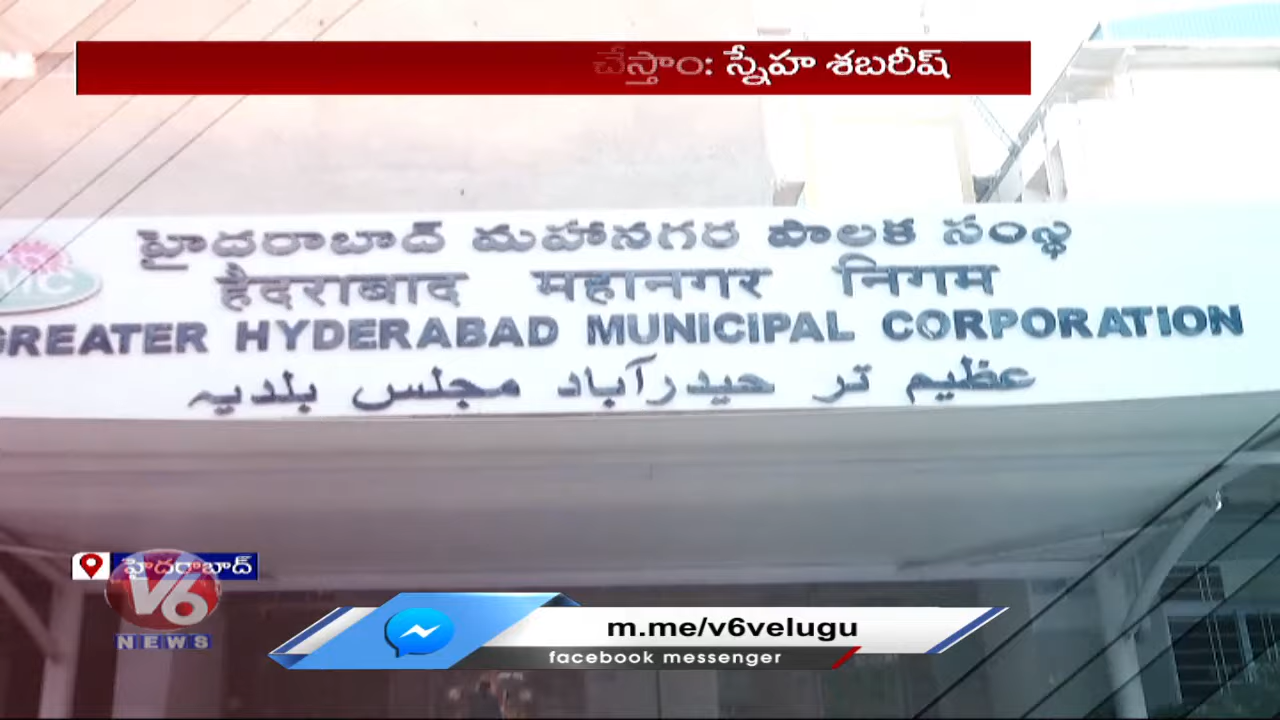 చేస్తాం: స్నేహ శబరీష్
హైదరాబాద్ మహానగర పాలక సంస్థ
हैदराबाद महानगर निगम
GREATER HYDERABAD MUNICIPAL CORPORATION
عظیم تر حیدرآباد مجلس بلدیہ
హైదరాబాద్
V6
NEWS
m.me/v6velugu
facebook messenger